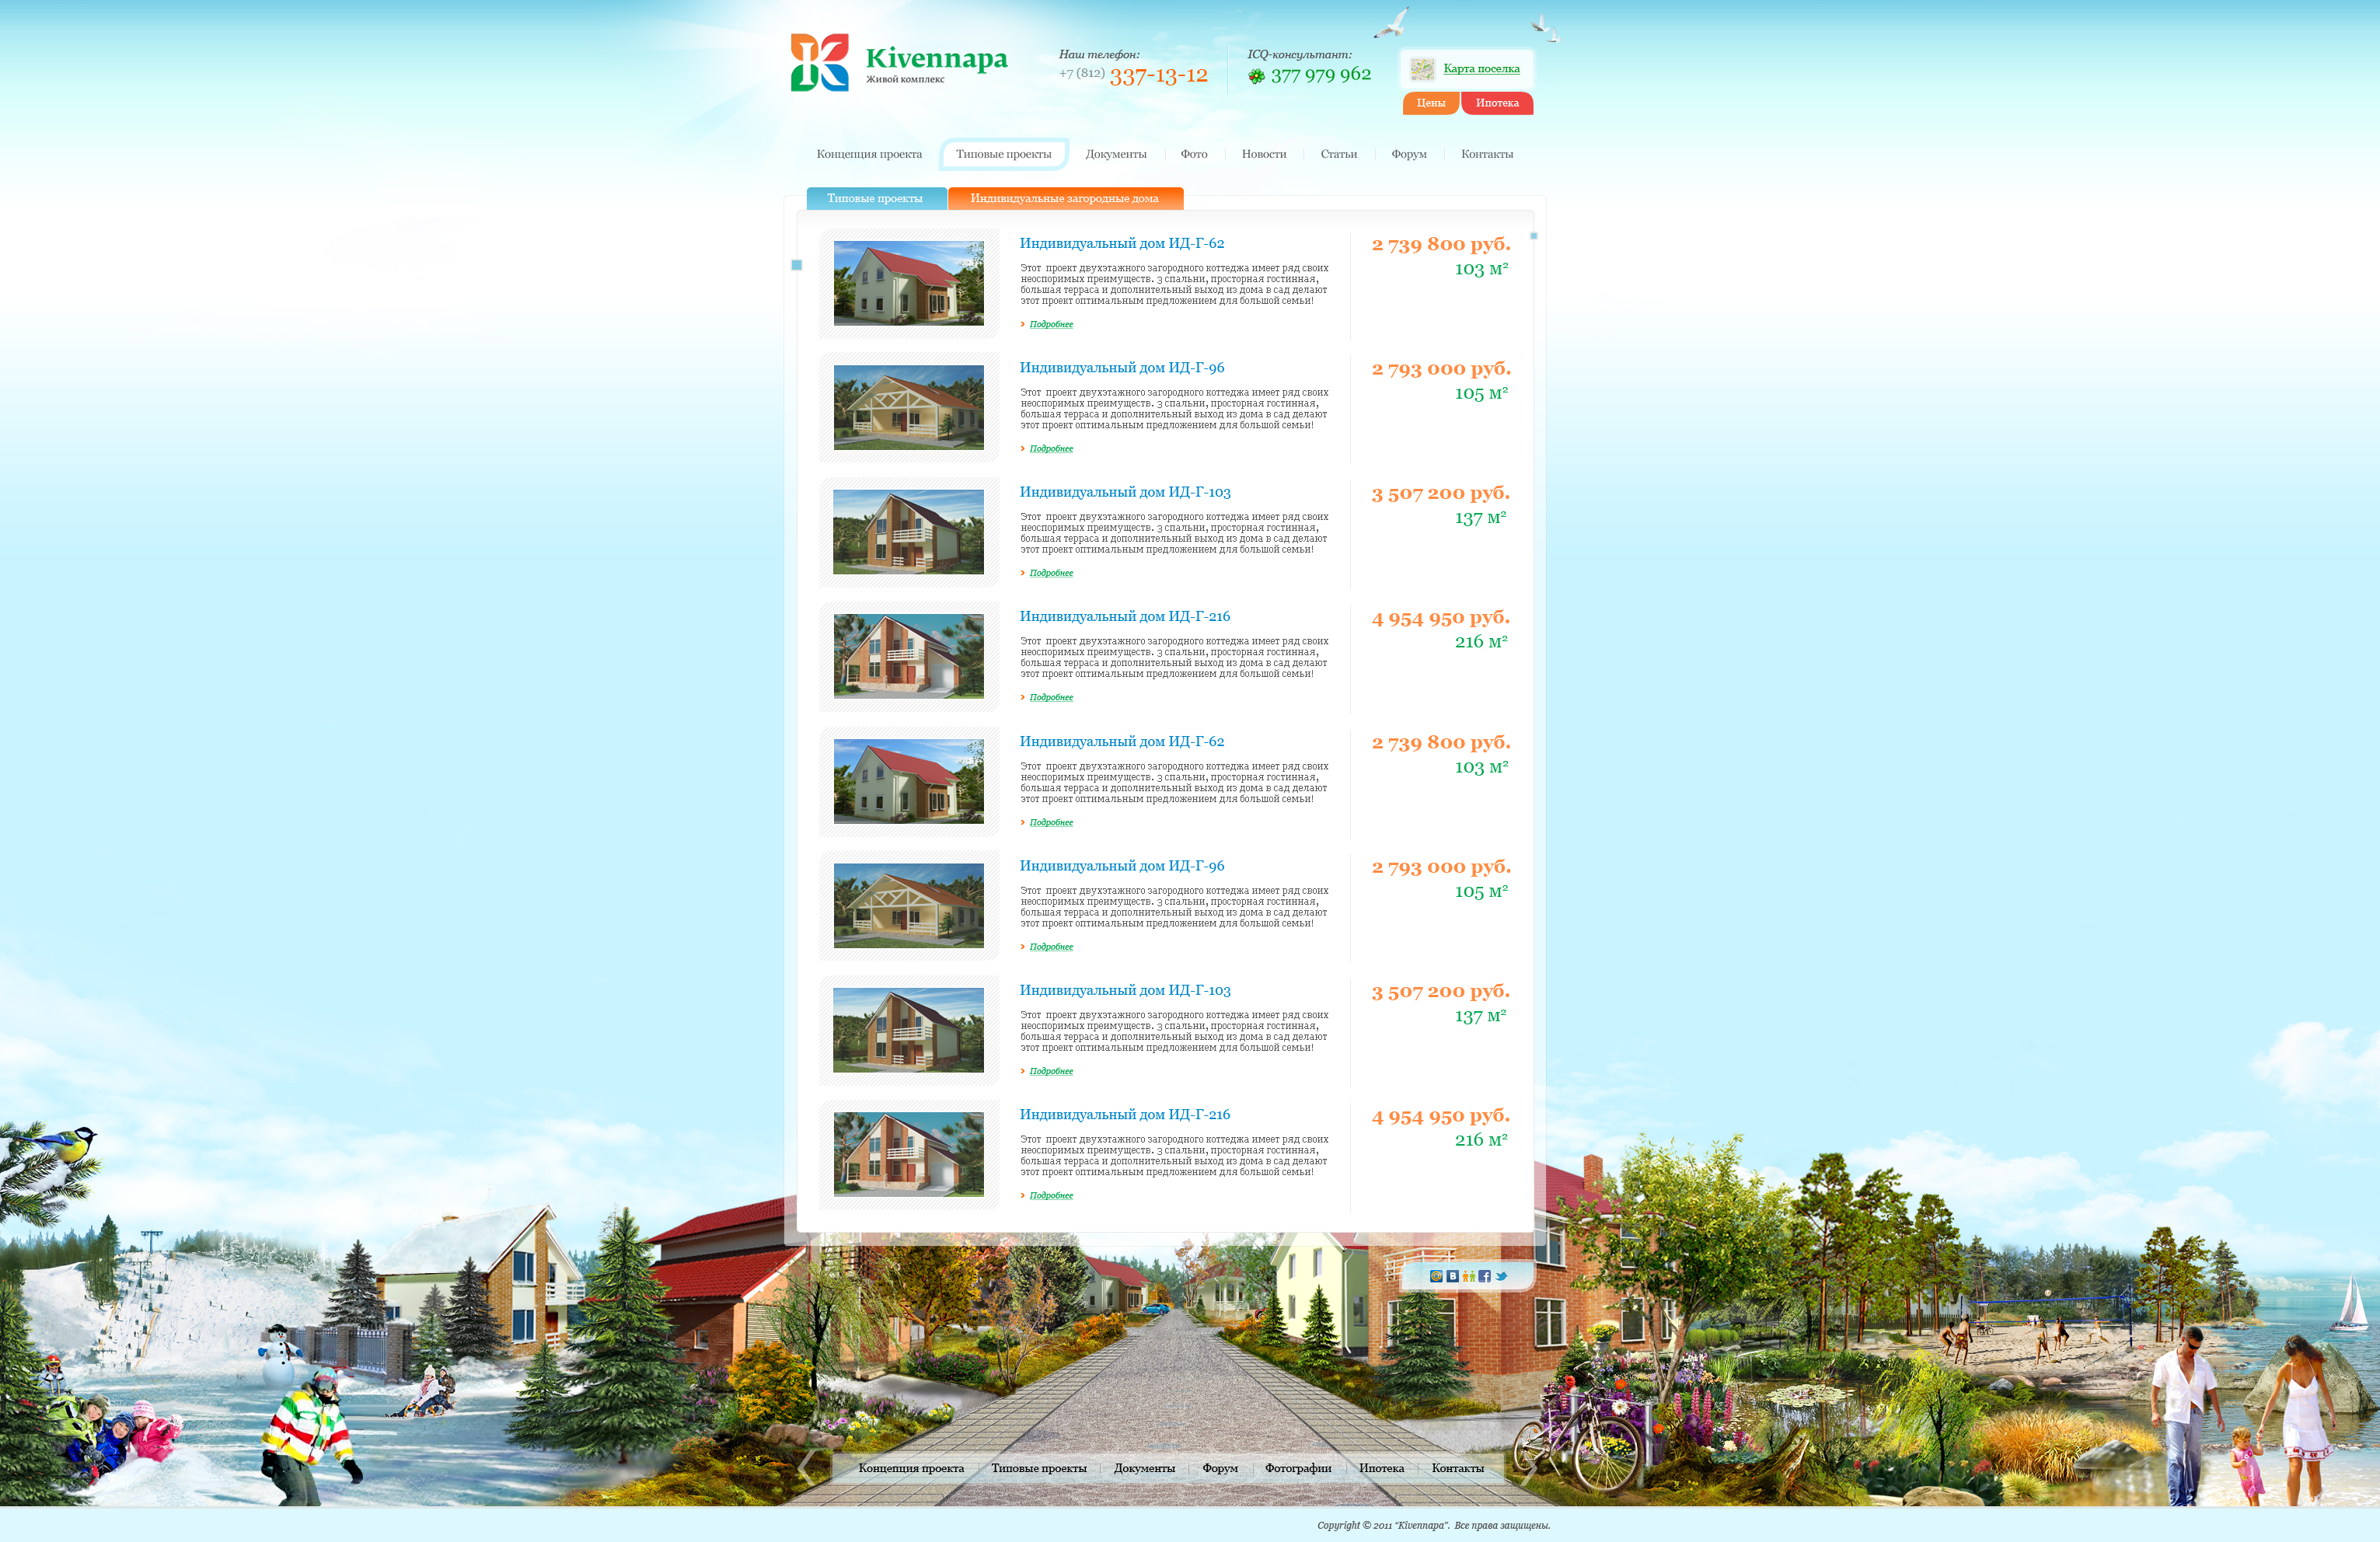 Kivеппара
Живой комплекс
Наш телефон:
+7 (812) 337-13-12
ICQ-консультант:
377 979 962
Карта поселка
Цены
Ипотека
Концепция проекта
Типовые проекты
Документы
Фото
Новости
Статьи
Форум
Контакты
Типовые проекты
Индивидуальные загородные дома
Индивидуальный дом ИД-Г-62
Этот проект двухэтажного загородного коттеджа имеет ряд своих
неоспоримых преимуществ. 3 спальни, просторная гостинная,
большая терраса и дополнительный выход из дома в сад делают
этот проект оптимальным предложением для большой семьи!
Подробнее
2 739 800 руб.
103 м²
Индивидуальный дом ИД-Г-96
Этот проект двухэтажного загородного коттеджа имеет ряд своих
неоспоримых преимуществ. 3 спальни, просторная гостинная,
большая терраса и дополнительный выход из дома в сад делают
этот проект оптимальным предложением для большой семьи!
Подробнее
2 793 000 руб.
105 м²
Индивидуальный дом ИД-Г-103
Этот проект двухэтажного загородного коттеджа имеет ряд своих
неоспоримых преимуществ. 3 спальни, просторная гостинная,
большая терраса и дополнительный выход из дома в сад делают
этот проект оптимальным предложением для большой семьи!
Подробнее
3 507 200 руб.
137 м²
Индивидуальный дом ИД-Г-216
Этот проект двухэтажного загородного коттеджа имеет ряд своих
неоспоримых преимуществ. 3 спальни, просторная гостинная,
большая терраса и дополнительный выход из дома в сад делают
этот проект оптимальным предложением для большой семьи!
Подробнее
4 954 950 руб.
216 м²
Индивидуальный дом ИД-Г-62
Этот проект двухэтажного загородного коттеджа имеет ряд своих
неоспоримых преимуществ. 3 спальни, просторная гостинная,
большая терраса и дополнительный выход из дома в сад делают
этот проект оптимальным предложением для большой семьи!
Подробнее
2 739 800 руб.
103 м²
Индивидуальный дом ИД-Г-96
Этот проект двухэтажного загородного коттеджа имеет ряд своих
неоспоримых преимуществ. 3 спальни, просторная гостинная,
большая терраса и дополнительный выход из дома в сад делают
этот проект оптимальным предложением для большой семьи!
Подробнее
2 793 000 руб.
105 м²
Индивидуальный дом ИД-Г-103
Этот проект двухэтажного загородного коттеджа имеет ряд своих
неоспоримых преимуществ. 3 спальни, просторная гостинная,
большая терраса и дополнительный выход из дома в сад делают
этот проект оптимальным предложением для большой семьи!
Подробнее
3 507 200 руб.
137 м²
Индивидуальный дом ИД-Г-216
Этот проект двухэтажного загородного коттеджа имеет ряд своих
неоспоримых преимуществ. 3 спальни, просторная гостинная,
большая терраса и дополнительный выход из дома в сад делают
этот проект оптимальным предложением для большой семьи!
Подробнее
4 954 950 руб.
216 м²
Концепция проекта
Типовые проекты
Документы
Форум
Фотографии
Ипотека
Контакты
Copyright © 2011 "Kivеппара". Все права защищены.